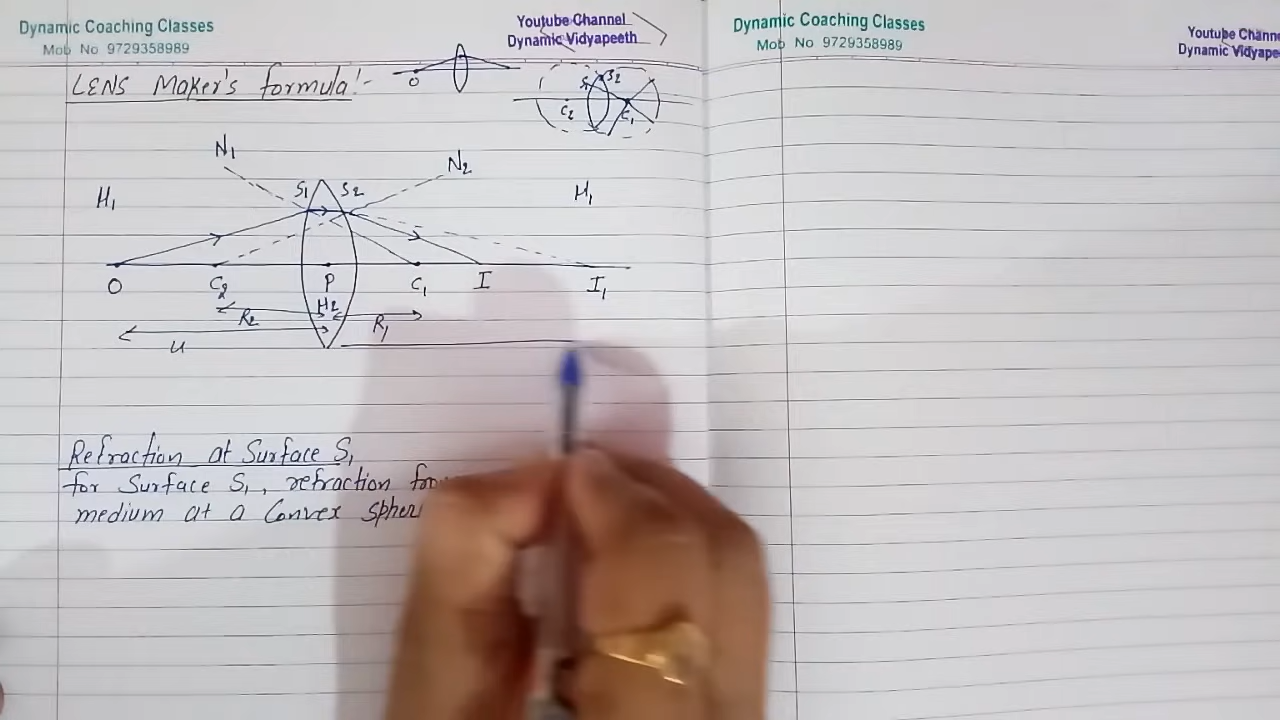 Dynamic Coaching Classes
Mob No 9729358989
Youtube Channel
Dynamic Vidyapeeth
Dynamic Coaching Classes
Mob No 9729358989
Youtube
Dynamic
LENS Maker's formula:-
O
S1 S2
C2 C1
N1 N2
S1 S2
μ1 μ1
O C2 P C1 I I1
μ2
R2 R1
u
Refraction at Surface S1
for Surface S1, refraction
medium at a Convex